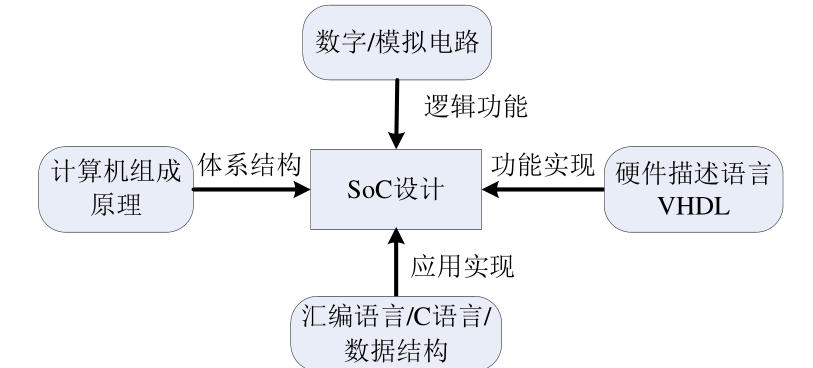 数字/模拟电路
逻辑功能
计算机组成
原理
体系结构
SoC设计
功能实现
硬件描述语言
VHDL
应用实现
汇编语言/C语言/
数据结构